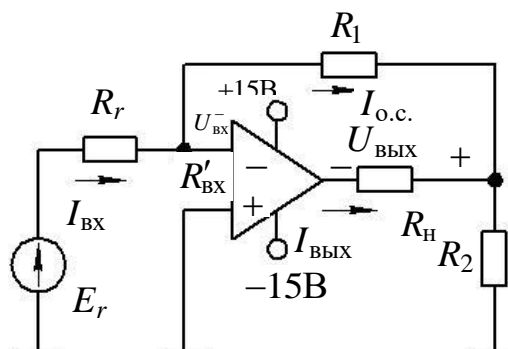 R₁
+15В
Rᵣ
Iо.с.
U⁻вх
Uвых
R′вх
−
− +
+
Iвх
Iвых
Rн
R₂
−15В
Eᵣ